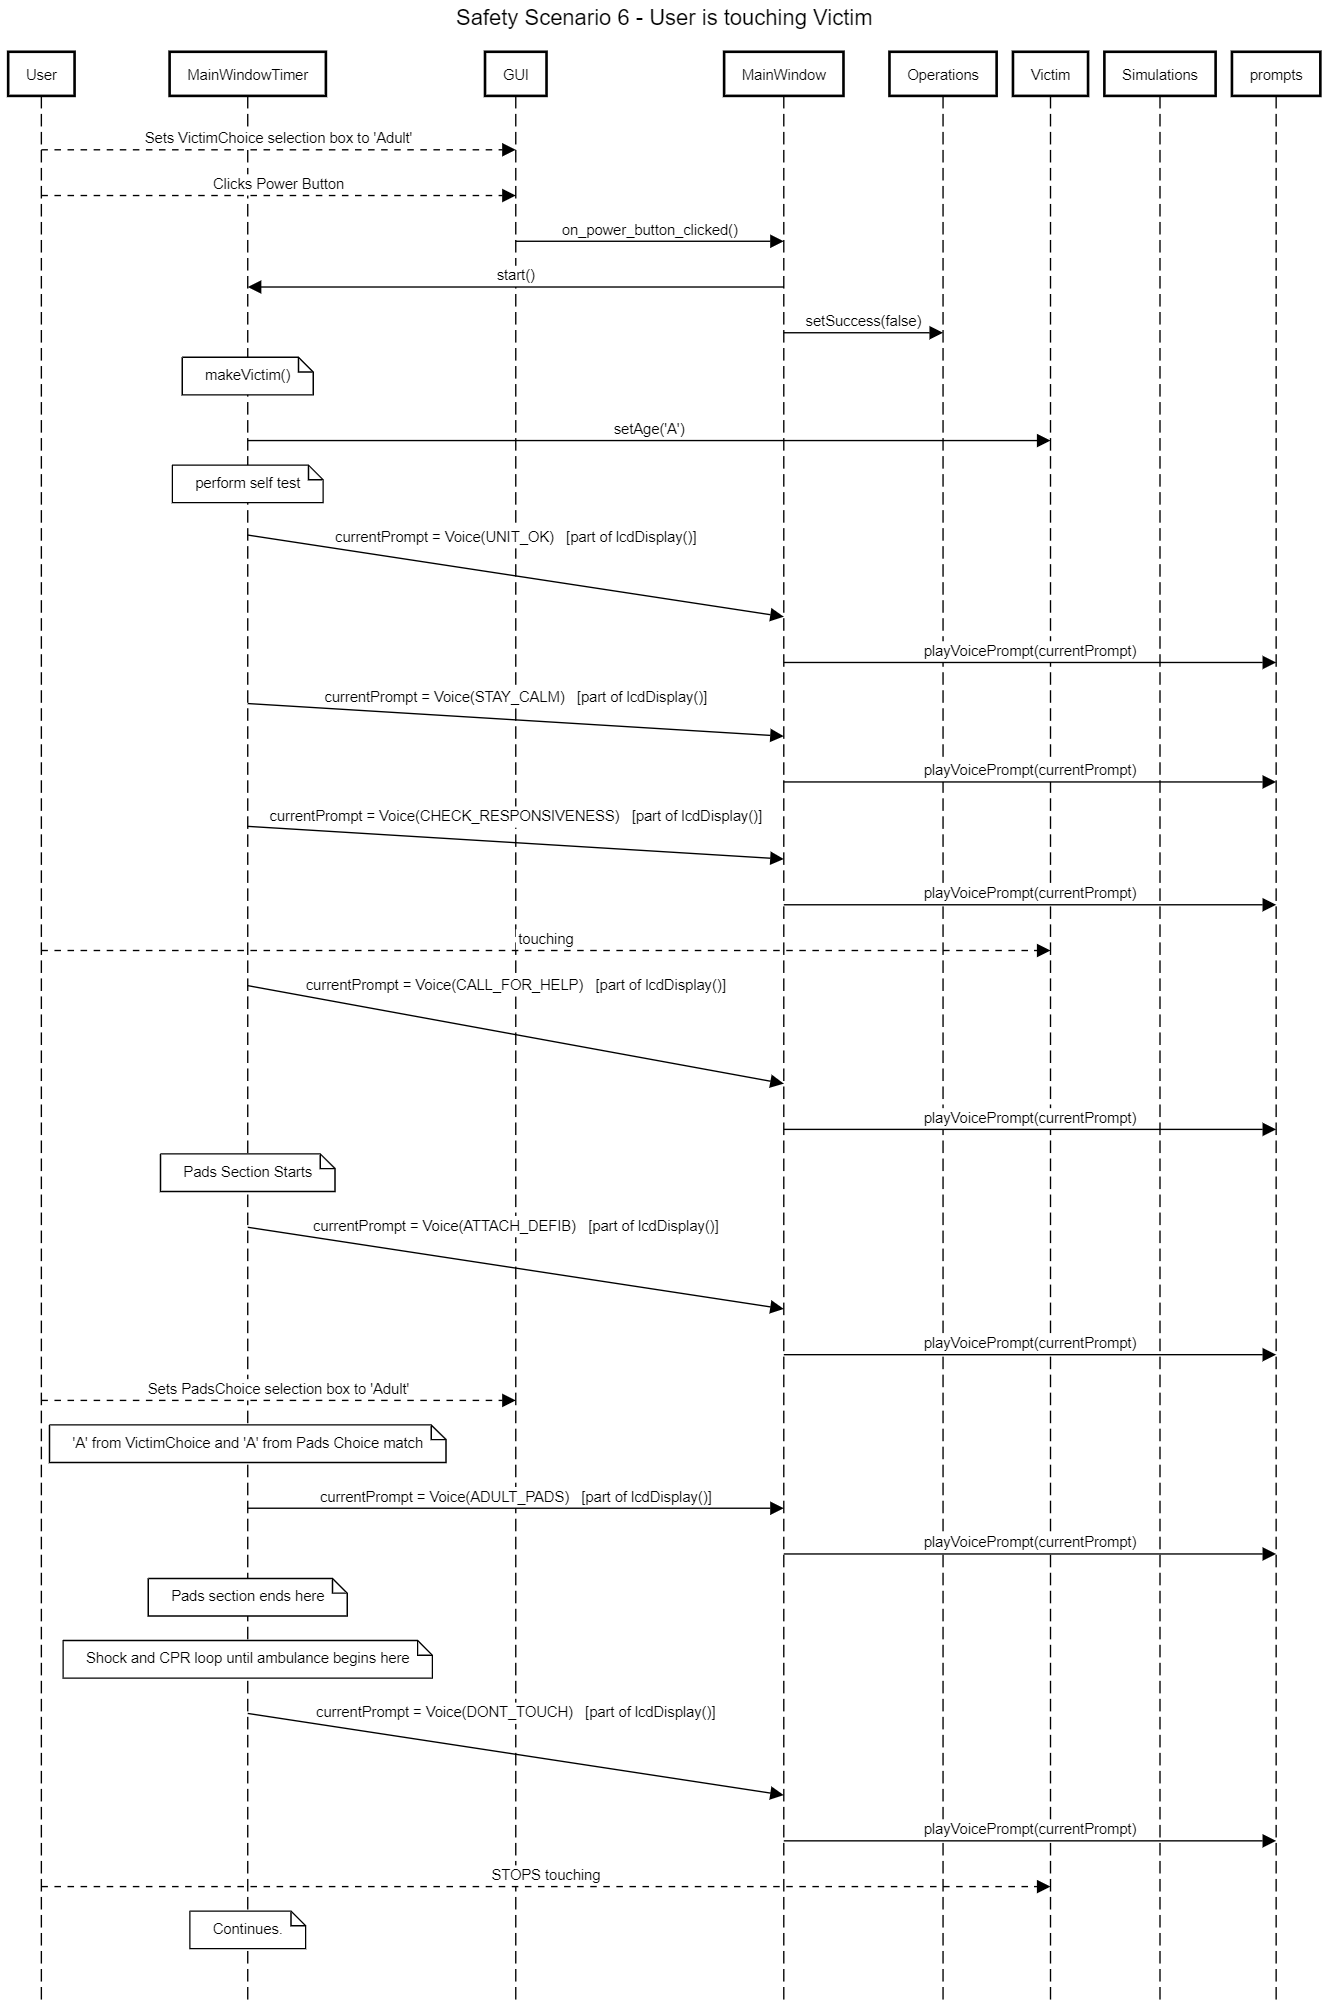 Safety Scenario 6 - User is touching Victim
User MainWindowTimer GUI MainWindow Operations Victim Simulations prompts
Sets VictimChoice selection box to 'Adult'
Clicks Power Button
on_power_button_clicked()
start()
setSuccess(false)
makeVictim()
setAge('A')
perform self test
currentPrompt = Voice(UNIT_OK) [part of lcdDisplay()]
playVoicePrompt(currentPrompt)
currentPrompt = Voice(STAY_CALM) [part of lcdDisplay()]
playVoicePrompt(currentPrompt)
currentPrompt = Voice(CHECK_RESPONSIVENESS) [part of lcdDisplay()]
playVoicePrompt(currentPrompt)
touching
currentPrompt = Voice(CALL_FOR_HELP) [part of lcdDisplay()]
playVoicePrompt(currentPrompt)
Pads Section Starts
currentPrompt = Voice(ATTACH_DEFIB) [part of lcdDisplay()]
playVoicePrompt(currentPrompt)
Sets PadsChoice selection box to 'Adult'
'A' from VictimChoice and 'A' from Pads Choice match
currentPrompt = Voice(ADULT_PADS) [part of lcdDisplay()]
playVoicePrompt(currentPrompt)
Pads section ends here
Shock and CPR loop until ambulance begins here
currentPrompt = Voice(DONT_TOUCH) [part of lcdDisplay()]
playVoicePrompt(currentPrompt)
STOPS touching
Continues.